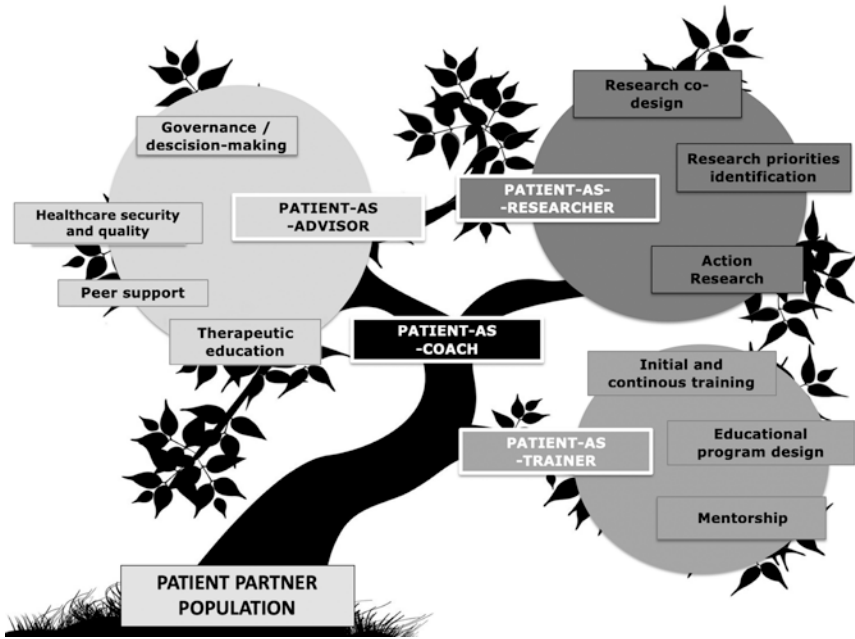 Governance /
descision-making
Healthcare security
and quality
Peer support
Therapeutic
education
PATIENT-AS
-ADVISOR
PATIENT-AS-
-RESEARCHER
Research co-
design
Research priorities
identification
Action
Research
PATIENT-AS
-COACH
Initial and
continous training
PATIENT-AS
-TRAINER
Educational
program design
Mentorship
PATIENT PARTNER
POPULATION